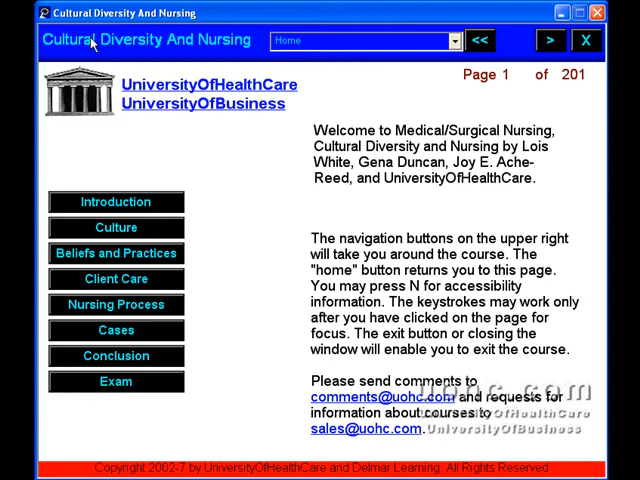 Cultural Diversity And Nursing
Cultural Diversity And Nursing
Home
<<
>
X
Page 1 of 201
UniversityOfHealthCare
UniversityOfBusiness
Welcome to Medical/Surgical Nursing,
Cultural Diversity and Nursing by Lois
White, Gena Duncan, Joy E. Ache-
Reed, and UniversityOfHealthCare.
Introduction
Culture
Beliefs and Practices
Client Care
Nursing Process
Cases
Conclusion
Exam
The navigation buttons on the upper right
will take you around the course. The
"home" button returns you to this page.
You may press N for accessibility
information. The keystrokes may work only
after you have clicked on the page for
focus. The exit button or closing the
window will enable you to exit the course.
Please send comments to
comments@uohc.com and requests for
information about courses to
sales@uohc.com.
uohc.com
UniversityOfHealthCare
UniversityOfBusiness
Copyright 2002-7 by UniversityOfHealthCare and Delmar Learning. All Rights Reserved